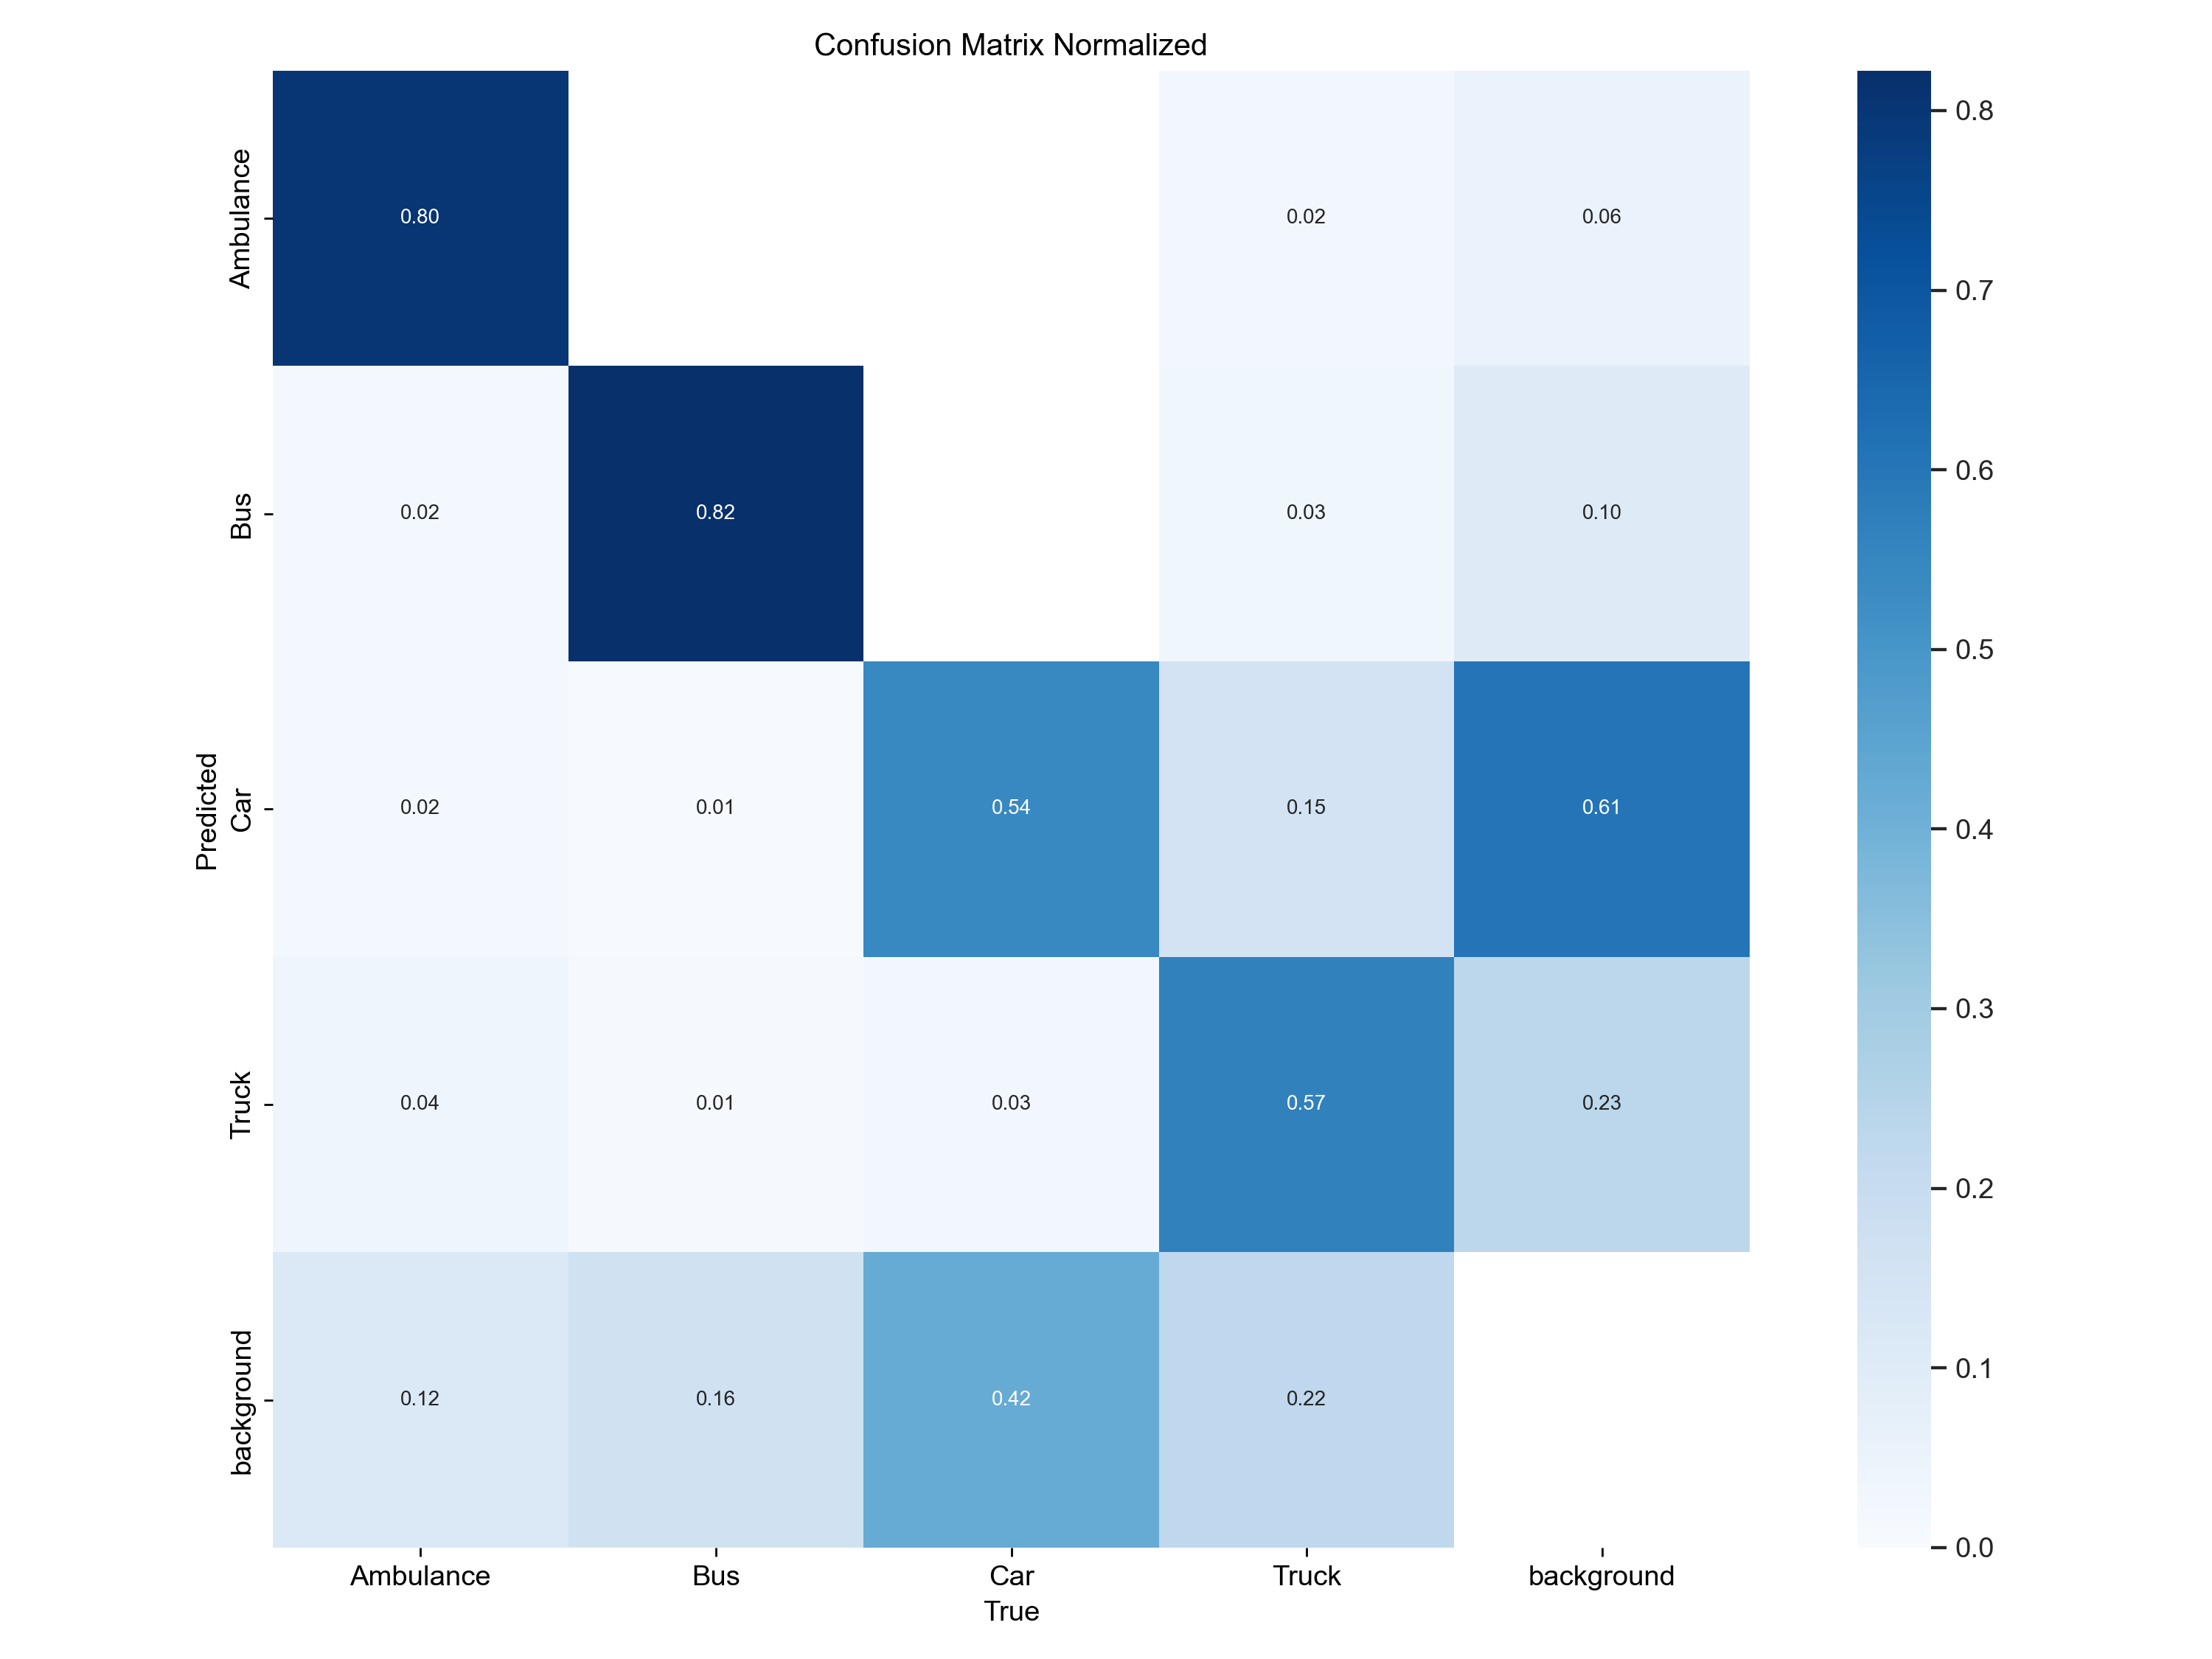 Confusion Matrix Normalized
Predicted
Ambulance
0.80
0.02
0.06
Bus
0.02
0.82
0.03
0.10
Car
0.02
0.01
0.54
0.15
0.61
Truck
0.04
0.01
0.03
0.57
0.23
background
0.12
0.16
0.42
0.22
Ambulance
Bus
Car
Truck
background
True
0.8
0.7
0.6
0.5
0.4
0.3
0.2
0.1
0.0